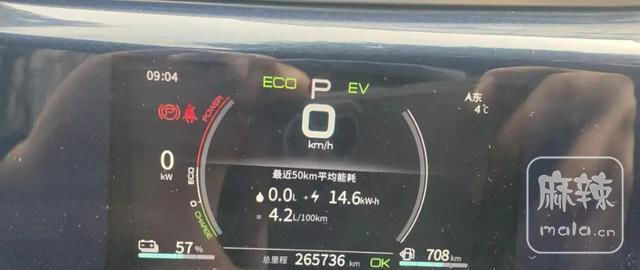 09:04
ECO P EV
A东
4℃
POWER
(P)
0
km/h
0
kW
ECO
0
CHARGE
最近50km平均能耗
0.0L + 14.6kW·h
= 4.2L/100km
57%
总里程 265736 km OK
708 km
麻辣
mala.cn